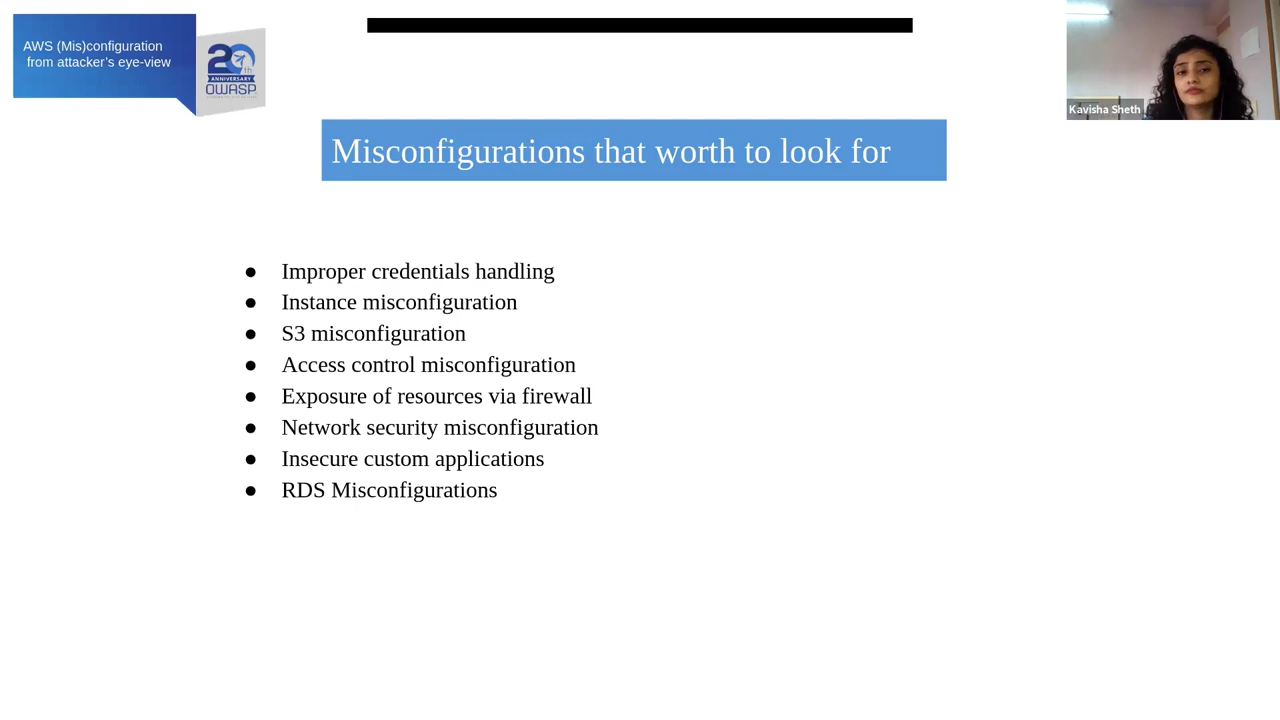 AWS (Mis)configuration
from attacker's eye-view
20th
ANNIVERSARY
OWASP
Kavisha Sheth
Misconfigurations that worth to look for
● Improper credentials handling
● Instance misconfiguration
● S3 misconfiguration
● Access control misconfiguration
● Exposure of resources via firewall
● Network security misconfiguration
● Insecure custom applications
● RDS Misconfigurations